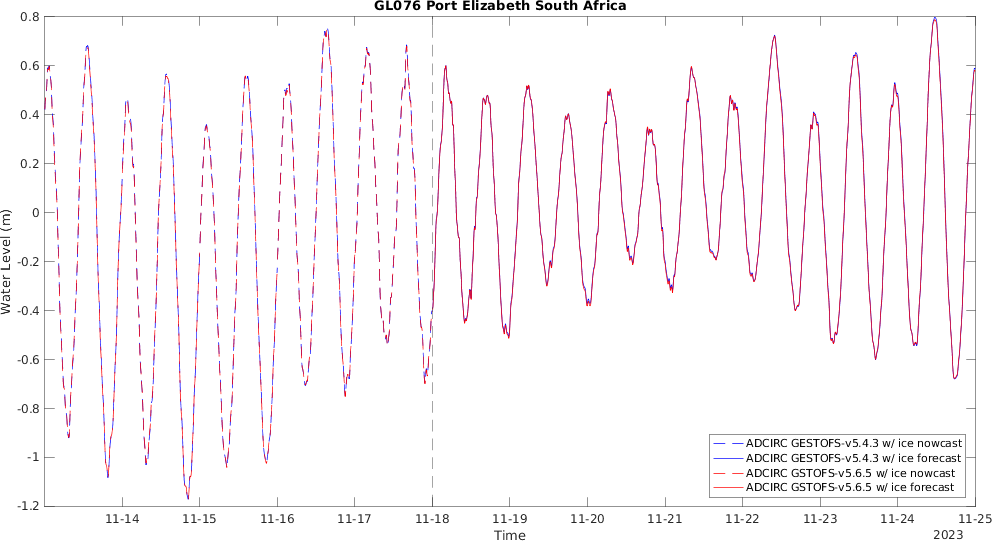 GL076 Port Elizabeth South Africa
0.8
0.6
0.4
0.2
0
-0.2
-0.4
-0.6
-0.8
-1
-1.2
Water Level (m)
ADCIRC GESTOFS-v5.4.3 w/ ice nowcast
ADCIRC GESTOFS-v5.4.3 w/ ice forecast
ADCIRC GSTOFS-v5.6.5 w/ ice nowcast
ADCIRC GSTOFS-v5.6.5 w/ ice forecast
11-14 11-15 11-16 11-17 11-18 11-19 11-20 11-21 11-22 11-23 11-24 11-25
Time
2023